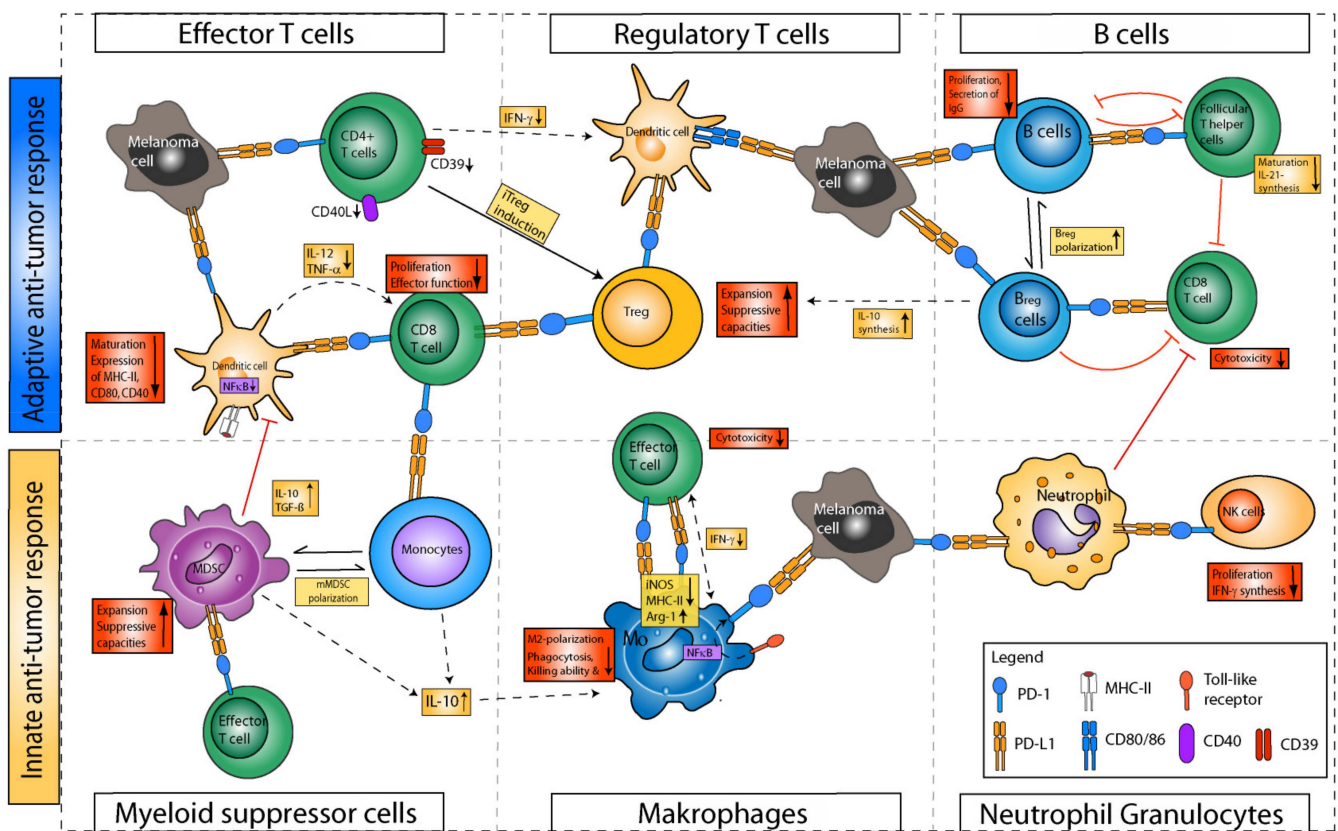 Effector T cells
Regulatory T cells
B cells
Adaptive anti-tumor response
Innate anti-tumor response
Melanoma
cell
CD4+
T cells
CD39↓
CD40L↓
IFN-γ↓
iTreg
induction
IL-12
TNF-α ↓
Proliferation
Effector function ↓
CD8
T cell
Maturation
Expression
of MHC-II,
CD80, CD40 ↓
Dendritic cell
NFκB↓
Dendritic cell
Melanoma
cell
Treg
Expansion
Suppressive
capacities ↑
Proliferation,
Secretion of
IgG ↓
B cells
Follicular
T helper
cells
Maturation
IL-21-
synthesis ↓
Breg
polarization ↑
Breg
cells
IL-10
synthesis ↑
CD8
T cell
Cytotoxicity ↓
IL-10
TGF-ß ↑
MDSC
Monocytes
mMDSC
polarization
Expansion
Suppressive
capacities ↑
Effector
T cell
IL-10↑
Effector
T cell
Cytotoxicity↓
IFN-γ↓
iNOS
MHC-II ↓
Arg-1 ↑
Mo
NFκB
M2-polarization
Phagocytosis,
Killing ability & ↓
Melanoma
cell
Neutrophil
NK cells
Proliferation
IFN-γ synthesis ↓
Legend
PD-1
MHC-II
Toll-like
receptor
PD-L1
CD80/86
CD40
CD39
Myeloid suppressor cells
Makrophages
Neutrophil Granulocytes